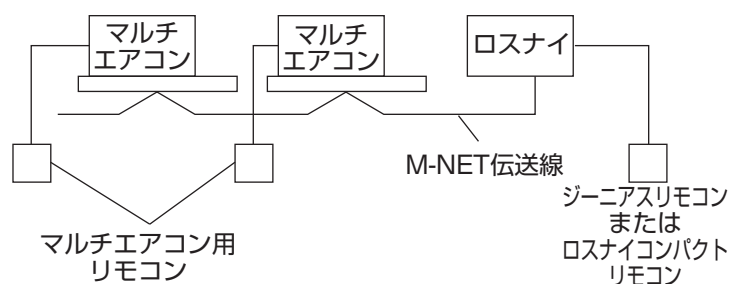 マルチ
エアコン
マルチ
エアコン
ロスナイ
M-NET伝送線
マルチエアコン用
リモコン
ジーニアスリモコン
または
ロスナイコンパクト
リモコン